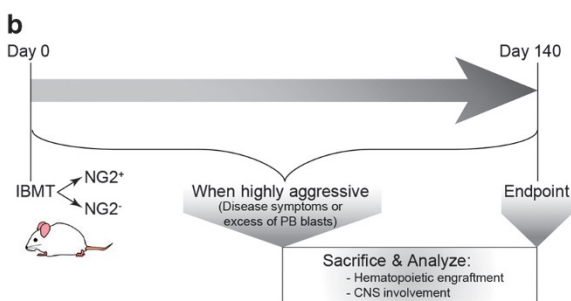 b
Day 0
Day 140
IBMT
NG2⁺
NG2⁻
When highly aggressive
(Disease symptoms or
excess of PB blasts)
Endpoint
Sacrifice & Analyze:
- Hematopoietic engraftment
- CNS involvement